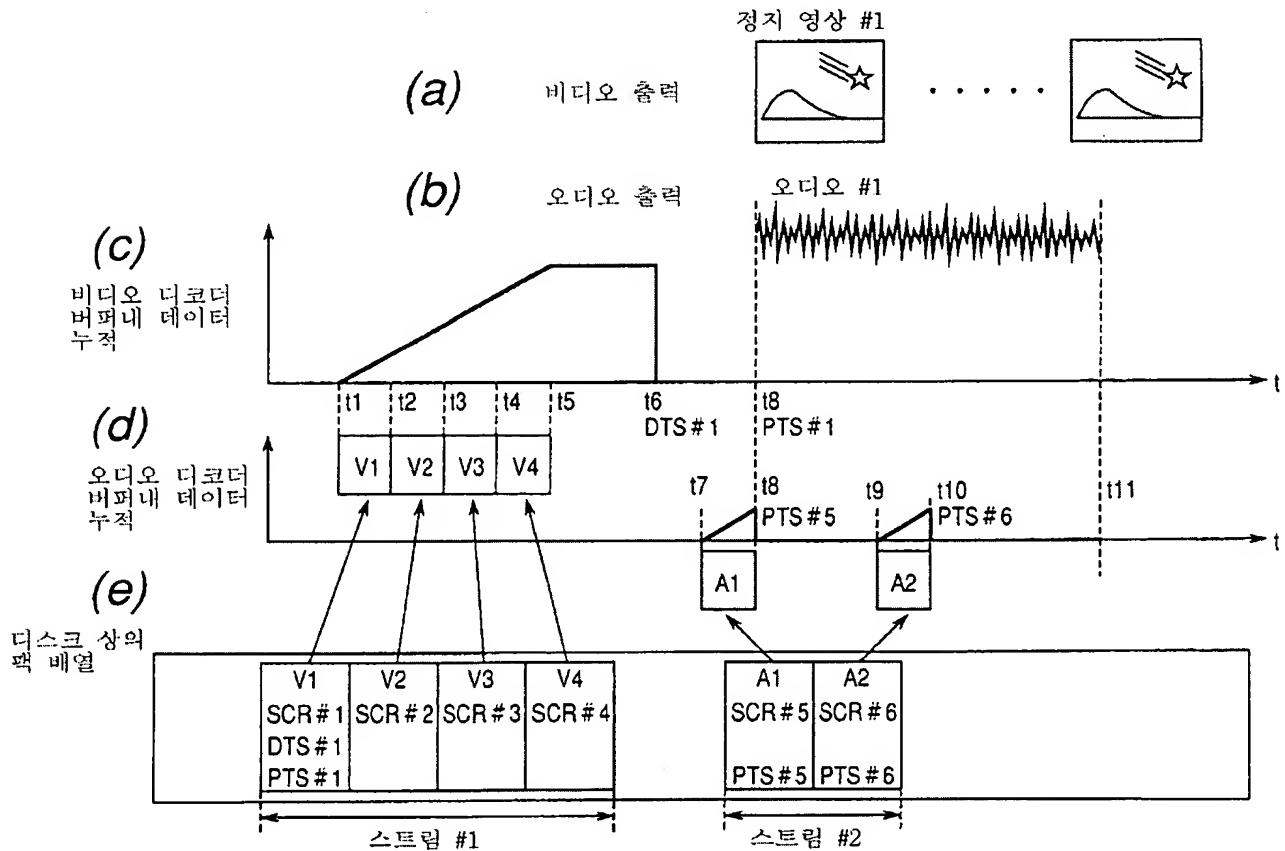 정지 영상 #1
(a) 비디오 출력
(b) 오디오 출력
오디오 #1
(c)
비디오 디코더
버퍼내 데이터
누적
t
t1 t2 t3 t4 t5 t6 t8
DTS#1 PTS#1
(d)
V1 V2 V3 V4
오디오 디코더
버퍼내 데이터
누적
t7 t8 t9 t10 t11
PTS#5 PTS#6
t
A1 A2
(e)
디스크 상의
팩 배열
V1 V2 V3 V4 A1 A2
SCR#1 SCR#2 SCR#3 SCR#4 SCR#5 SCR#6
DTS#1
PTS#1 PTS#5 PTS#6
스트림 #1 스트림 #2